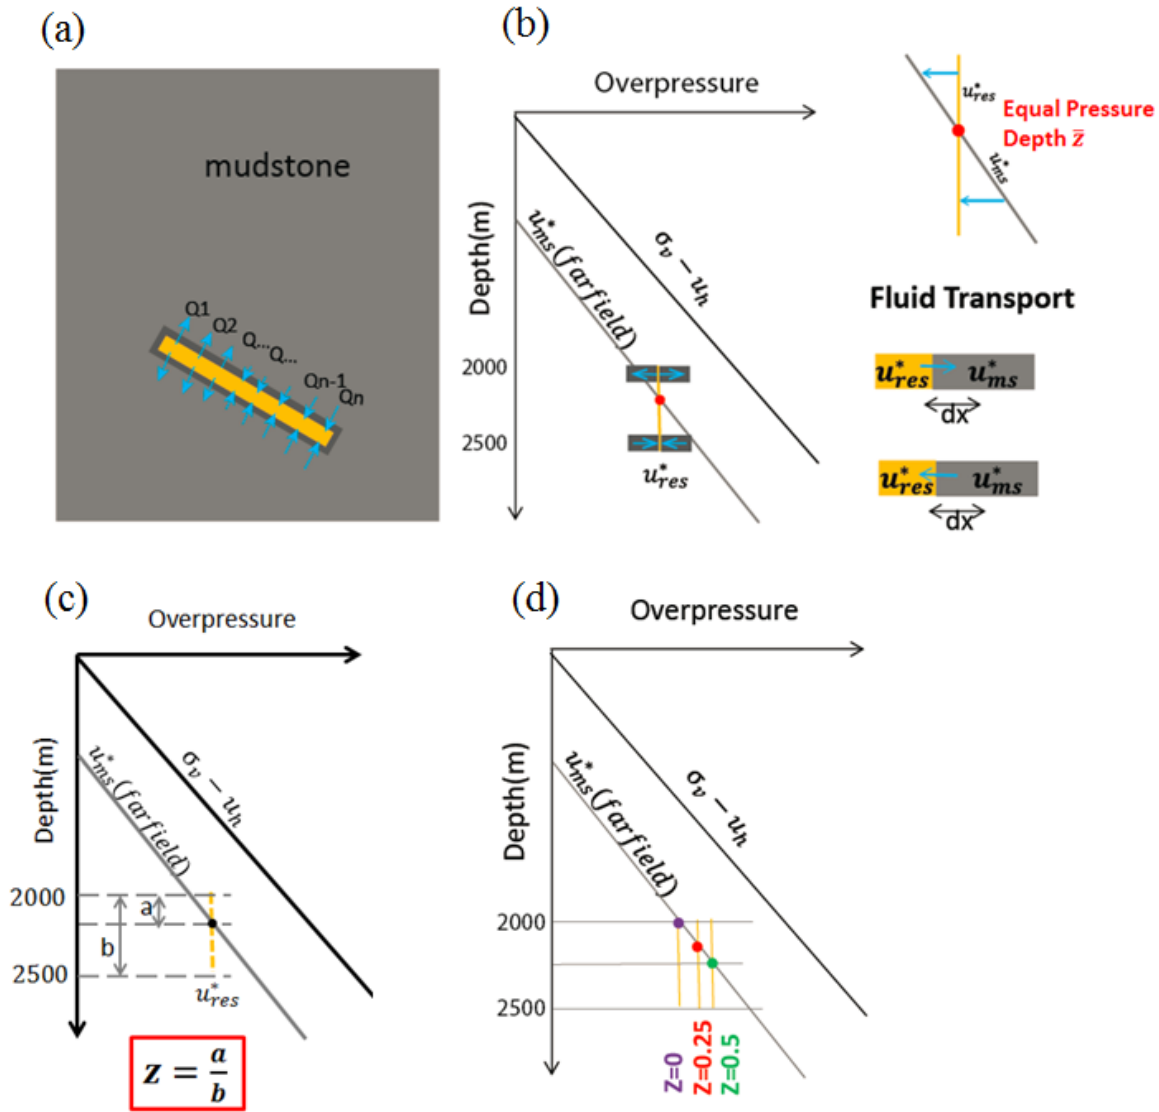 (a)
mudstone
Q1
Q2
Q...
Q...
Qn-1
Qn
(b)
Overpressure
Depth(m)
u*ms(farfield)
σv − uh
2000
2500
u*res
u*res
Equal Pressure
Depth z̄
u*ms
Fluid Transport
u*res u*ms
dx
u*res u*ms
dx
(c)
Overpressure
Depth(m)
u*ms(farfield)
σv − uh
2000
a
b
2500
u*res
z = a/b
(d)
Overpressure
Depth(m)
u*ms(farfield)
σv − uh
2000
2500
Z=0
Z=0.25
Z=0.5